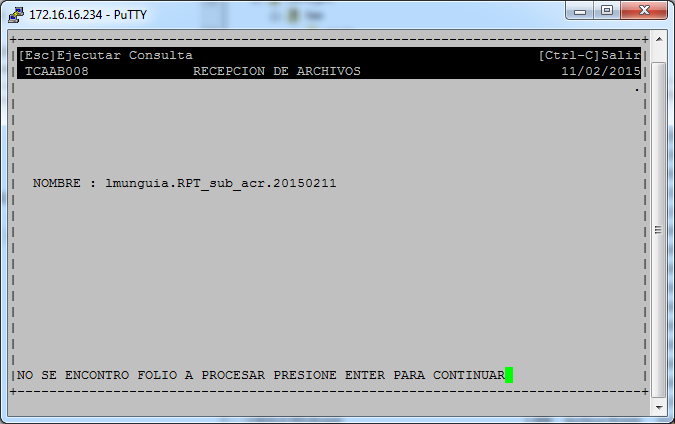 172.16.16.234 - PuTTY
[Esc]Ejecutar Consulta [Ctrl-C]Salir
TCAAB008 RECEPCION DE ARCHIVOS 11/02/2015
.
NOMBRE : lmunguia.RPT_sub_acr.20150211
NO SE ENCONTRO FOLIO A PROCESAR PRESIONE ENTER PARA CONTINUAR